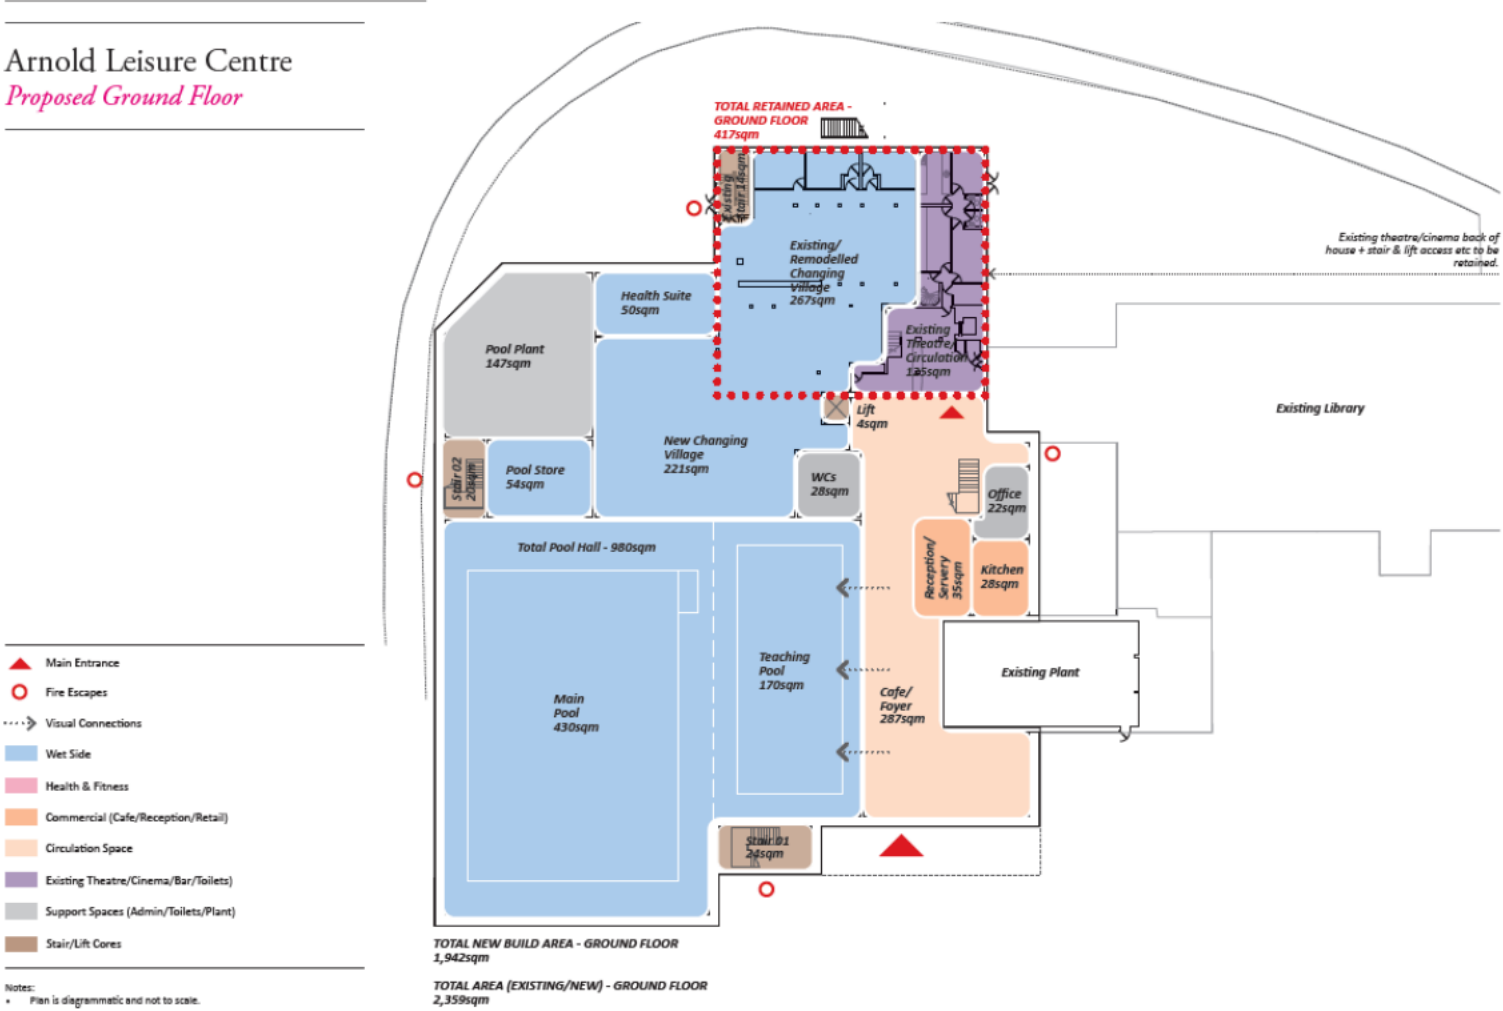 Arnold Leisure Centre
Proposed Ground Floor
TOTAL RETAINED AREA -
GROUND FLOOR
417sqm
Existing
Stair 14sqm
Existing/
Remodelled
Changing
Village
267sqm
Existing theatre/cinema back of
house + stair & lift access etc to be
retained.
Health Suite
50sqm
Pool Plant
147sqm
Existing
Theatre/
Circulation
135sqm
Existing Library
Lift
4sqm
New Changing
Village
221sqm
Stair 02
20sqm
Pool Store
54sqm
WCs
28sqm
Office
22sqm
Total Pool Hall - 980sqm
Reception/
Servery
35sqm
Kitchen
28sqm
Teaching
Pool
170sqm
Existing Plant
Main
Pool
430sqm
Cafe/
Foyer
287sqm
Stair 01
24sqm
Main Entrance
Fire Escapes
Visual Connections
Wet Side
Health & Fitness
Commercial (Cafe/Reception/Retail)
Circulation Space
Existing Theatre/Cinema/Bar/Toilets)
Support Spaces (Admin/Toilets/Plant)
Stair/Lift Cores
TOTAL NEW BUILD AREA - GROUND FLOOR
1,942sqm
TOTAL AREA (EXISTING/NEW) - GROUND FLOOR
2,359sqm
Notes:
• Plan is diagrammatic and not to scale.